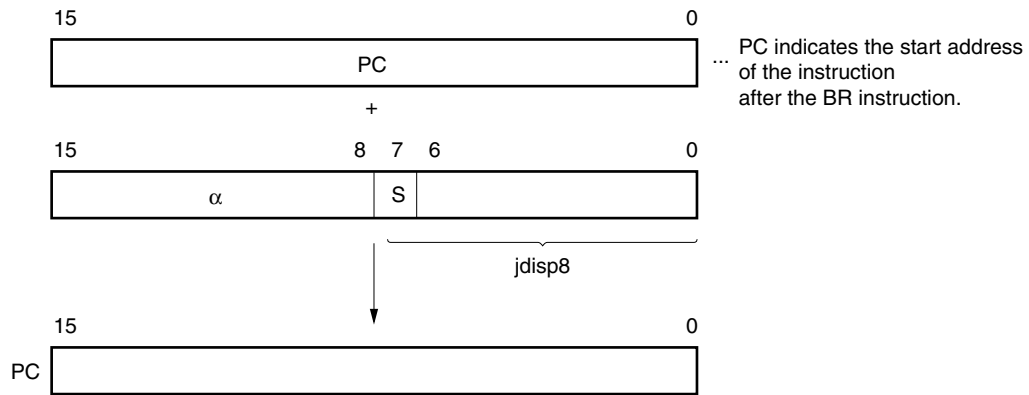 15 0
PC
... PC indicates the start address
of the instruction
after the BR instruction.
+
15 8 7 6 0
α S
jdisp8
15 0
PC